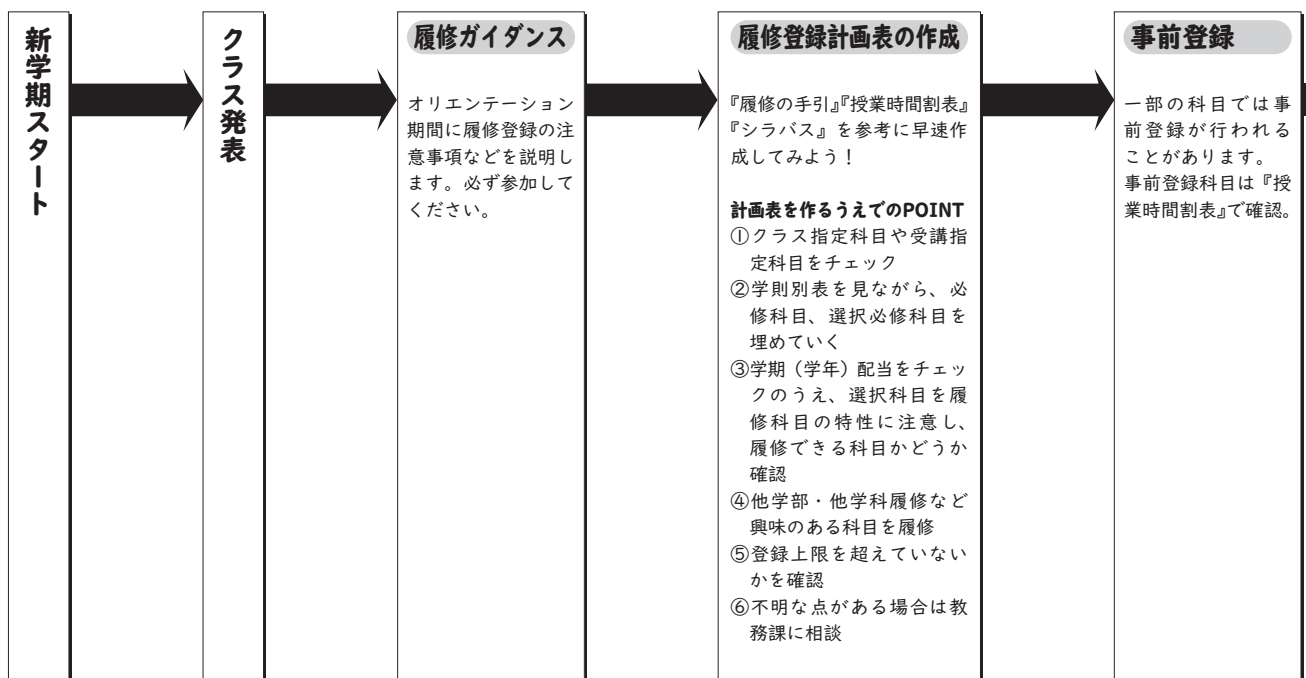 新学期スタート
クラス発表
履修ガイダンス
オリエンテーション
期間に履修登録の注
意事項などを説明し
ます。必ず参加して
ください。
履修登録計画表の作成
『履修の手引』『授業時間割表』
『シラバス』を参考に早速作
成してみよう！
計画表を作るうえでのPOINT
①クラス指定科目や受講指
定科目をチェック
②学則別表を見ながら、必
修科目、選択必修科目を
埋めていく
③学期（学年）配当をチェッ
クのうえ、選択科目を履
修科目の特性に注意し、
履修できる科目かどうか
確認
④他学部・他学科履修など
興味のある科目を履修
⑤登録上限を超えていない
かを確認
⑥不明な点がある場合は教
務課に相談
事前登録
一部の科目では事
前登録が行われる
ことがあります。
事前登録科目は『授
業時間割表』で確認。